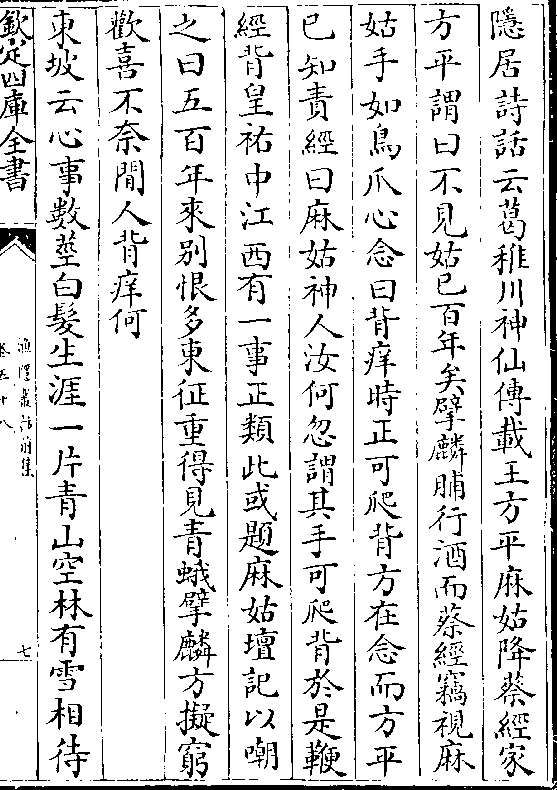 隱居詩話云葛稚川神仙傳載王方平麻姑降蔡經家
方平謂曰不見姑已百年矣擘麟脯行酒而蔡經竊視麻
姑手如鳥爪心念曰背痒時正可爬背方在念而方平
已知責經曰麻姑神人汝何忽謂其手可爬背於是鞭
經背皇祐中江西有一事正類此或題麻姑壇記以嘲
之曰五百年來别恨多東征重得見青蛾擘麟方擬窮
歡喜不奈閒人背痒何
東坡云心事數莖白髮生涯一片青山空林有雪相待
欽定四庫全書
漁隱叢話前集
卷五十八
七